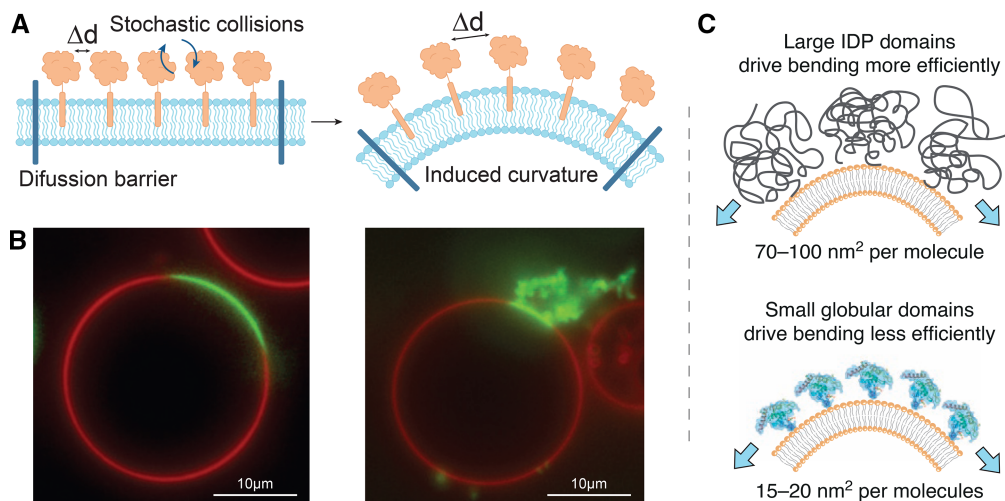 A
Δd
Stochastic collisions
Δd
Difussion barrier
Induced curvature
B
10µm
10µm
C
Large IDP domains
drive bending more efficiently
70–100 nm² per molecule
Small globular domains
drive bending less efficiently
15–20 nm² per molecules